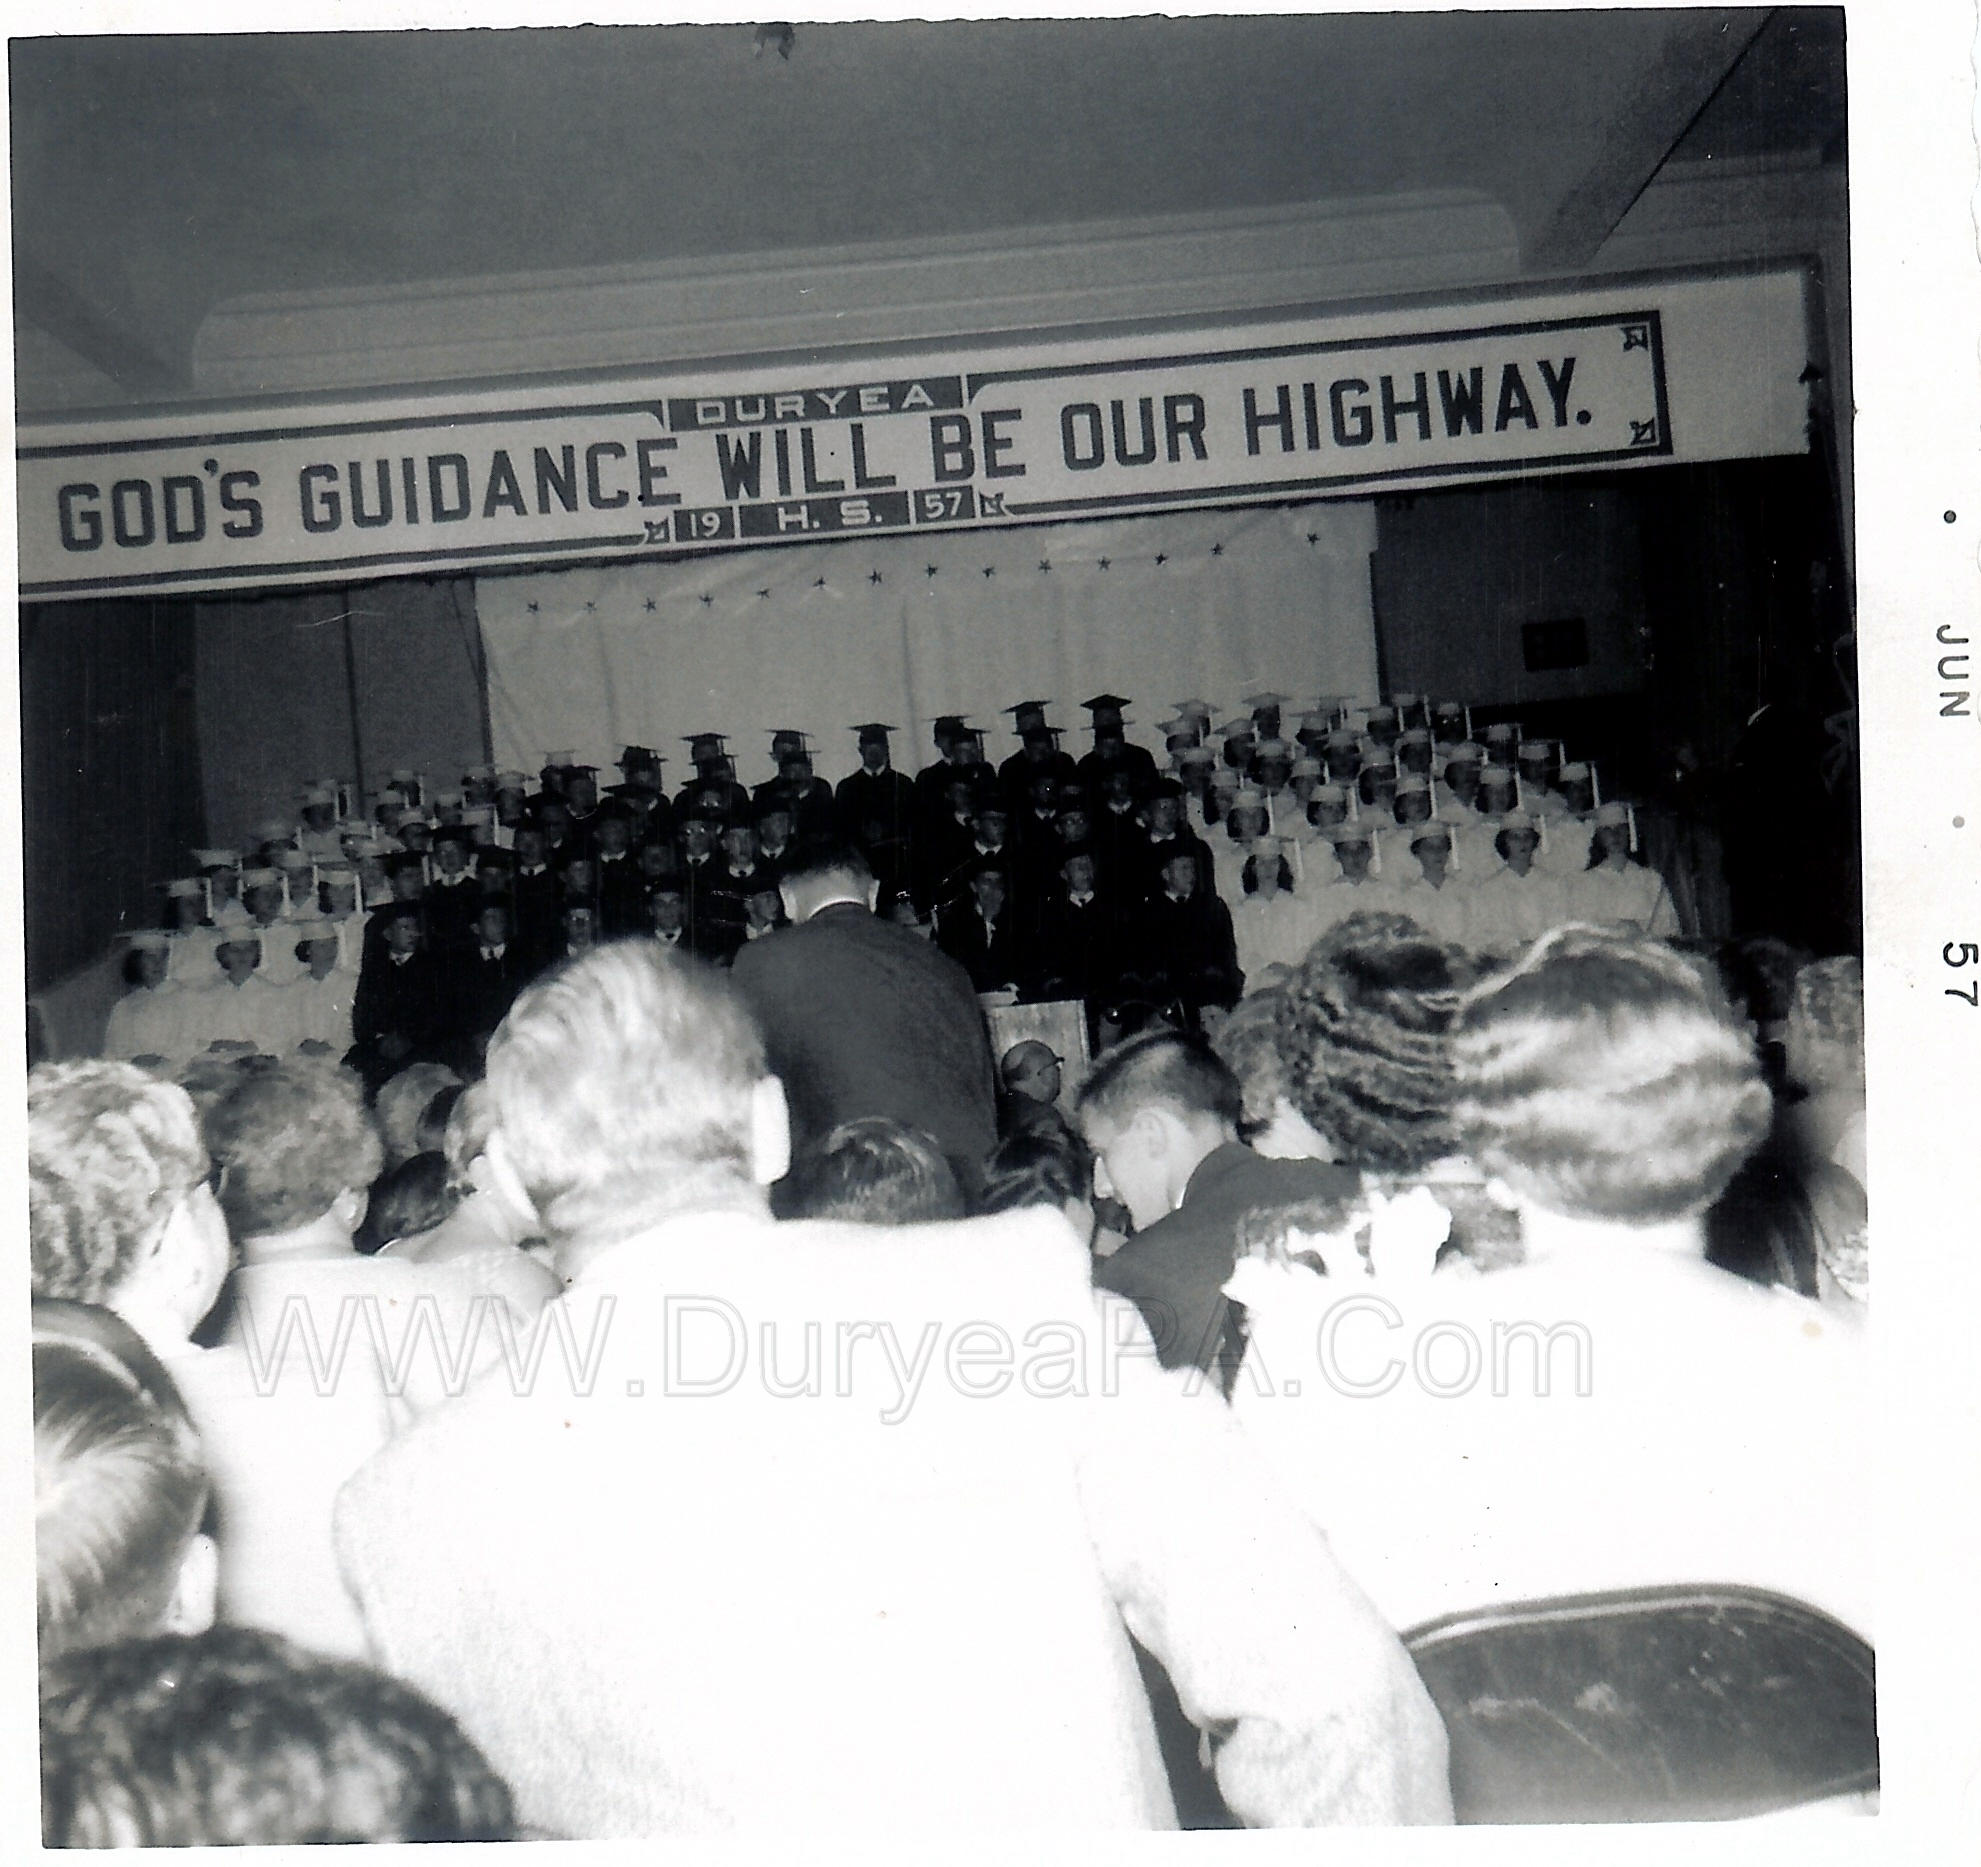 DURYEA
GOD'S GUIDANCE WILL BE OUR HIGHWAY.
19 H. S. 57
WWW.DuryeaPA.Com
• JUN • 57